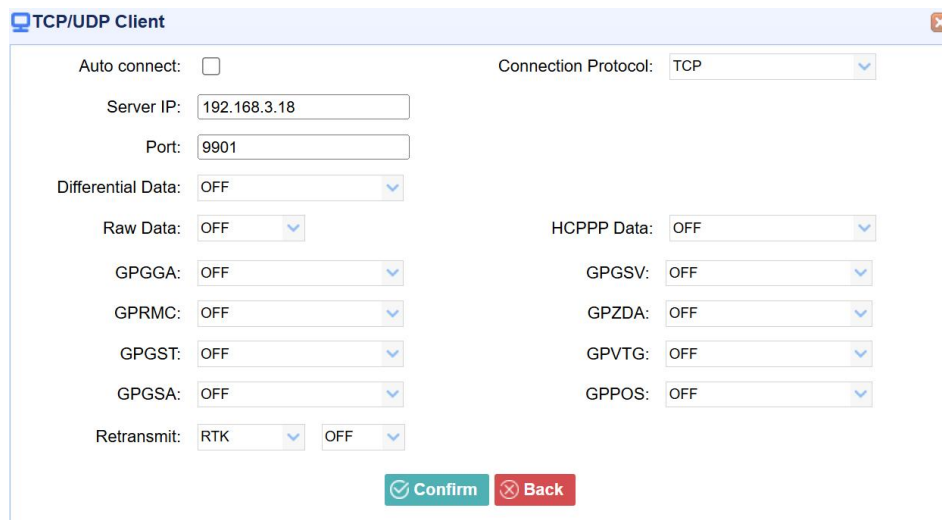 TCP/UDP Client
Auto connect: Connection Protocol: TCP
Server IP: 192.168.3.18
Port: 9901
Differential Data: OFF
Raw Data: OFF HCPPP Data: OFF
GPGGA: OFF GPGSV: OFF
GPRMC: OFF GPZDA: OFF
GPGST: OFF GPVTG: OFF
GPGSA: OFF GPPOS: OFF
Retransmit: RTK OFF
Confirm Back